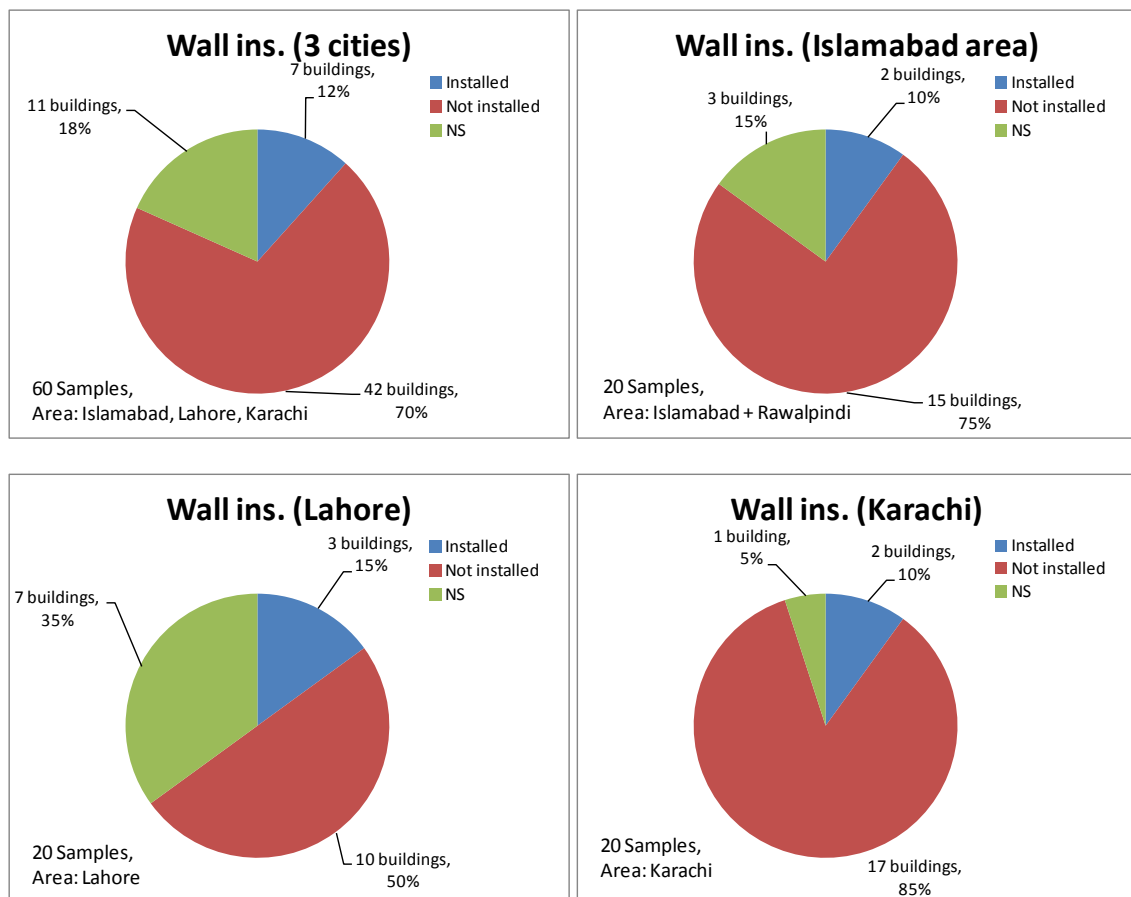 Wall ins. (3 cities)
7 buildings,
12%
11 buildings,
18%
Installed
Not installed
NS
42 buildings,
70%
60 Samples,
Area: Islamabad, Lahore, Karachi
Wall ins. (Islamabad area)
2 buildings,
10%
3 buildings,
15%
Installed
Not installed
NS
15 buildings,
75%
20 Samples,
Area: Islamabad + Rawalpindi
Wall ins. (Lahore)
3 buildings,
15%
7 buildings,
35%
Installed
Not installed
NS
10 buildings,
50%
20 Samples,
Area: Lahore
Wall ins. (Karachi)
1 building,
5%
2 buildings,
10%
Installed
Not installed
NS
17 buildings,
85%
20 Samples,
Area: Karachi